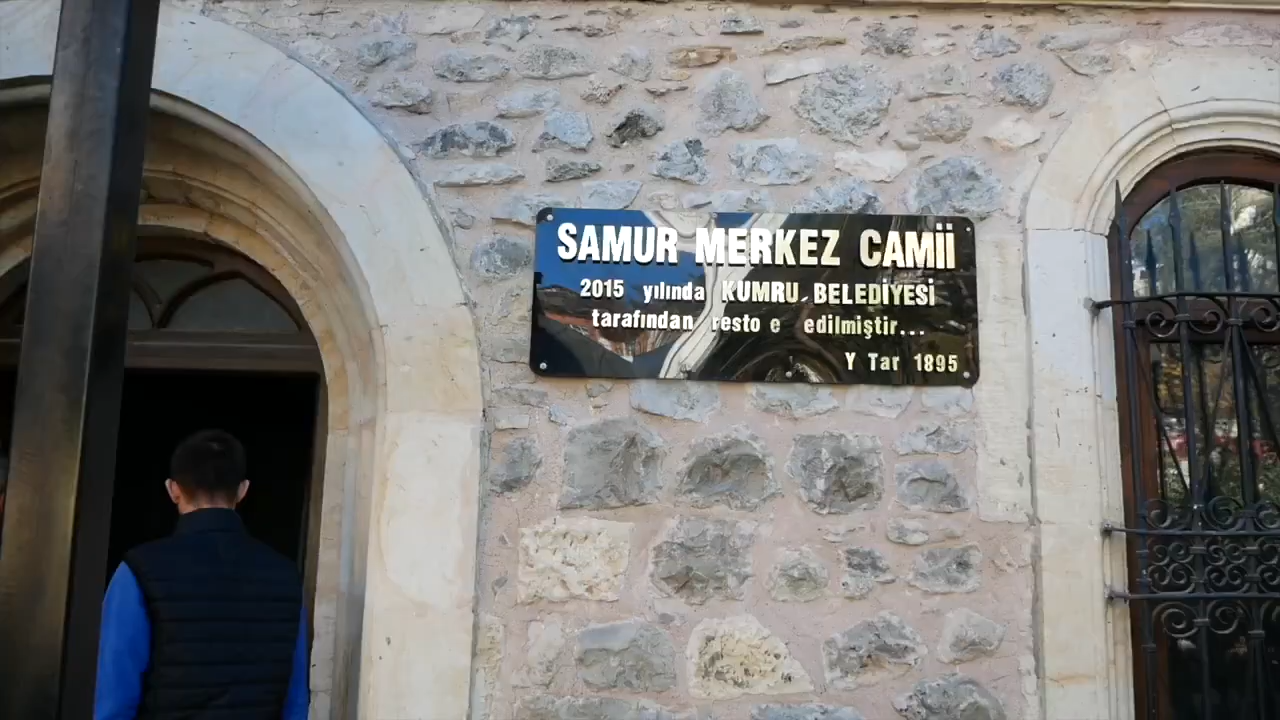 SAMUR MERKEZ CAMİİ
2015 yılında KUMRU BELEDİYESİ
tarafından resto e edilmiştir...
Y Tar 1895